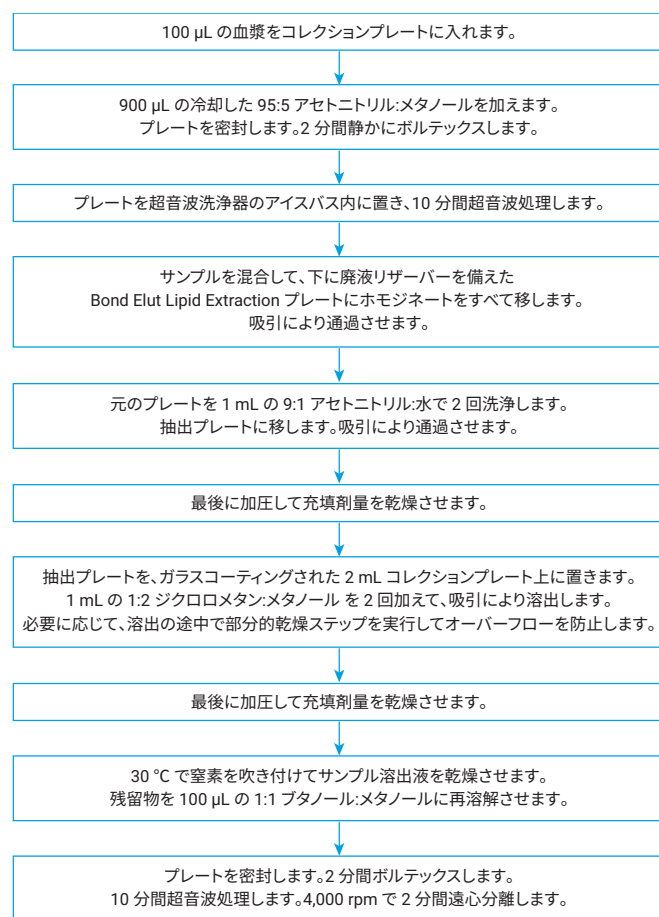 100 µL の血漿をコレクションプレートに入れます。
900 µL の冷却した 95:5 アセトニトリル:メタノールを加えます。
プレートを密封します。2 分間静かにボルテックスします。
プレートを超音波洗浄器のアイスバス内に置き、10 分間超音波処理します。
サンプルを混合して、下に廃液リザーバーを備えた
Bond Elut Lipid Extraction プレートにホモジネートをすべて移します。
吸引により通過させます。
元のプレートを 1 mL の 9:1 アセトニトリル:水で 2 回洗浄します。
抽出プレートに移します。吸引により通過させます。
最後に加圧して充填剤量を乾燥させます。
抽出プレートを、ガラスコーティングされた 2 mL コレクションプレート上に置きます。
1 mL の 1:2 ジクロロメタン:メタノール を 2 回加えて、吸引により溶出します。
必要に応じて、溶出の途中で部分的乾燥ステップを実行してオーバーフローを防止します。
最後に加圧して充填剤量を乾燥させます。
30 °C で窒素を吹き付けてサンプル溶出液を乾燥させます。
残留物を 100 µL の 1:1 ブタノール:メタノールに再溶解させます。
プレートを密封します。2 分間ボルテックスします。
10 分間超音波処理します。4,000 rpm で 2 分間遠心分離します。